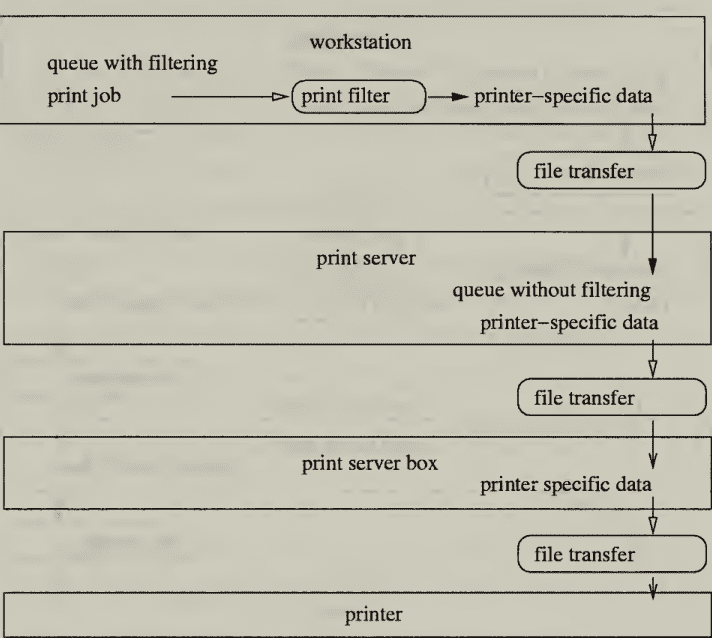 workstation
queue with filtering
print job print filter printer–specific data
file transfer
print server
queue without filtering
printer–specific data
file transfer
print server box
printer specific data
file transfer
printer